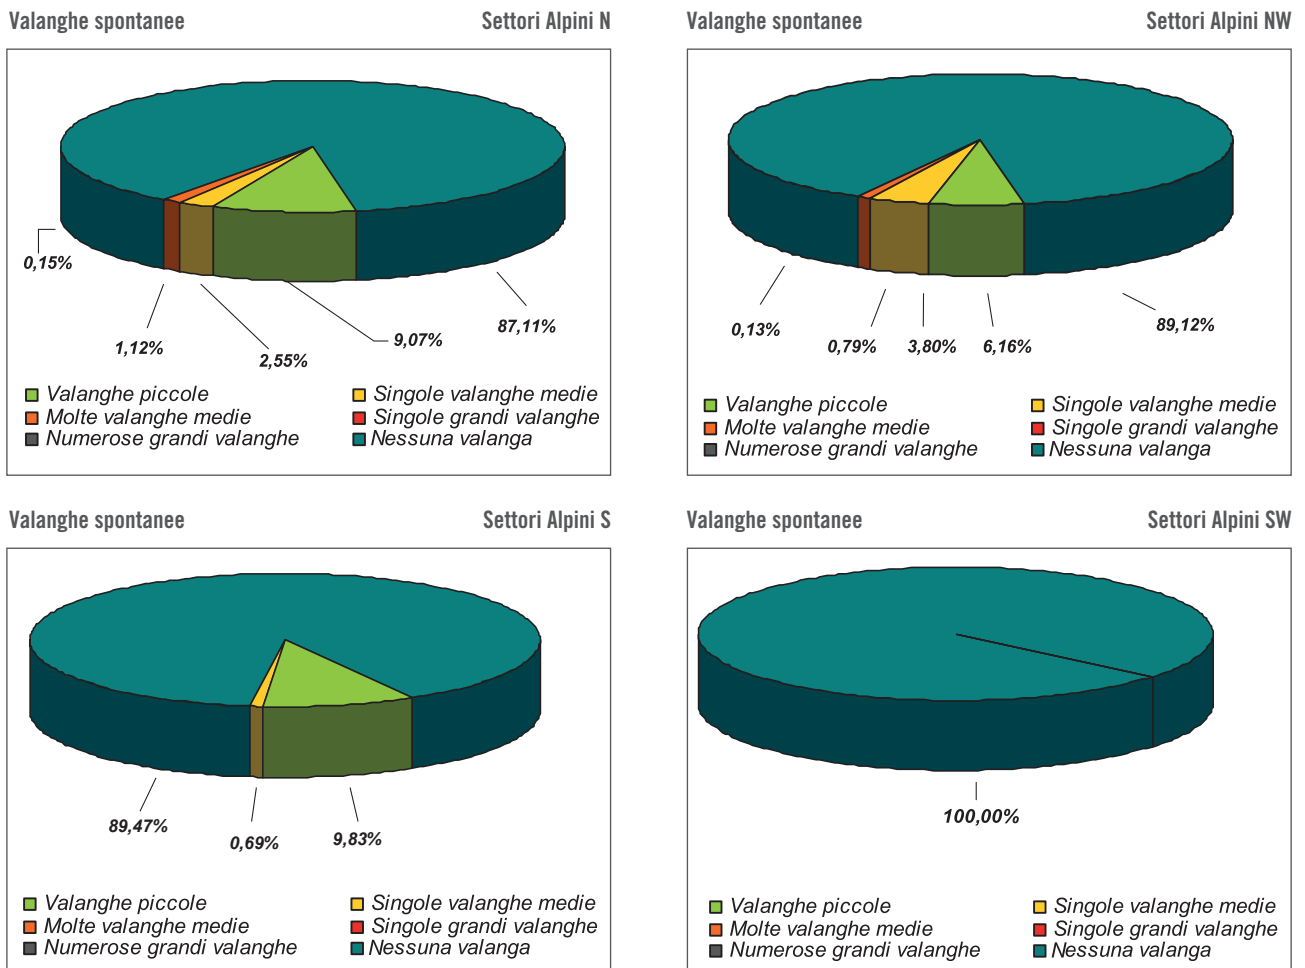 Valanghe spontanee Settori Alpini N
0,15%
1,12%
2,55%
9,07%
87,11%
Valanghe piccole Singole valanghe medie
Molte valanghe medie Singole grandi valanghe
Numerose grandi valanghe Nessuna valanga
Valanghe spontanee Settori Alpini NW
0,13%
0,79%
3,80%
6,16%
89,12%
Valanghe piccole Singole valanghe medie
Molte valanghe medie Singole grandi valanghe
Numerose grandi valanghe Nessuna valanga
Valanghe spontanee Settori Alpini S
89,47%
0,69%
9,83%
Valanghe piccole Singole valanghe medie
Molte valanghe medie Singole grandi valanghe
Numerose grandi valanghe Nessuna valanga
Valanghe spontanee Settori Alpini SW
100,00%
Valanghe piccole Singole valanghe medie
Molte valanghe medie Singole grandi valanghe
Numerose grandi valanghe Nessuna valanga